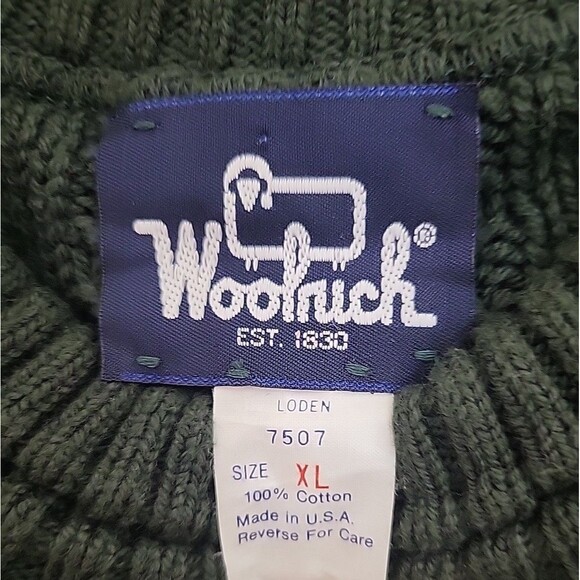 Woolrich®
EST. 1830
LODEN
7507
SIZE XL
100% Cotton
Made in U.S.A.
Reverse For Care